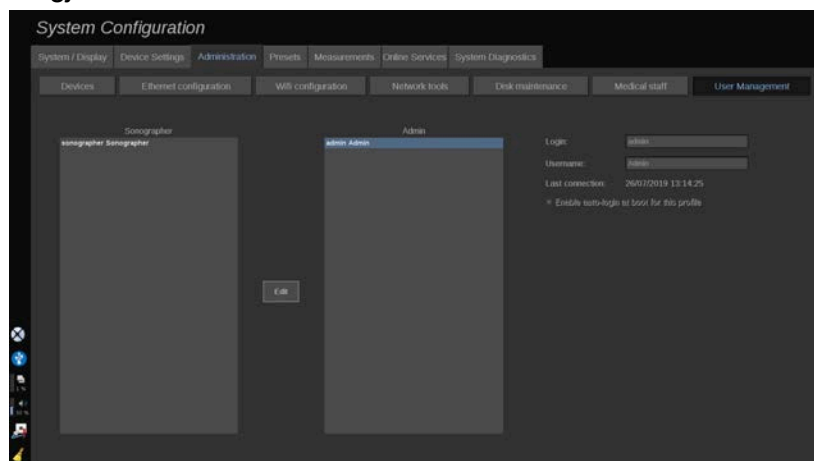 System Configuration
System / Display Device Settings Administration Presets Measurements Online Services System Diagnostics
Devices Ethernet configuration Wifi configuration Network tools Disk maintenance Medical staff User Management
Sonographer Admin
sonographer Sonographer admin Admin
Login: admin
Username: Admin
Last connection: 26/07/2019 13:14:25
Enable auto-login at boot for this profile
Edit